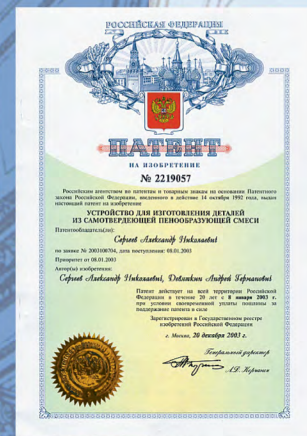 РОССИЙСКАЯ ФЕДЕРАЦИЯ
ПАТЕНТ
НА ИЗОБРЕТЕНИЕ
№ 2219057
Российским агентством по патентам и товарным знакам на основании Патентного
закона Российской Федерации, введенного в действие 14 октября 1992 года, выдан
настоящий патент на изобретение
УСТРОЙСТВО ДЛЯ ИЗГОТОВЛЕНИЯ ДЕТАЛЕЙ
ИЗ САМОТВЕРДЕЮЩЕЙ ПЕНООБРАЗУЮЩЕЙ СМЕСИ
Патентообладатель(ли):
Сергеев Александр Николаевич
по заявке № 2003100704, дата поступления: 08.01.2003
Приоритет от 08.01.2003
Автор(ы) изобретения:
Сергеев Александр Николаевич, Андрей Германович
Патент действует на всей территории Российской
Федерации в течение 20 лет с 8 января 2003 г.
при условии своевременной уплаты пошлины за
поддержание патента в силе
Зарегистрирован в Государственном реестре
изобретений Российской Федерации
г. Москва, 20 декабря 2003 г.
Генеральный директор
А.Д. Корчагин